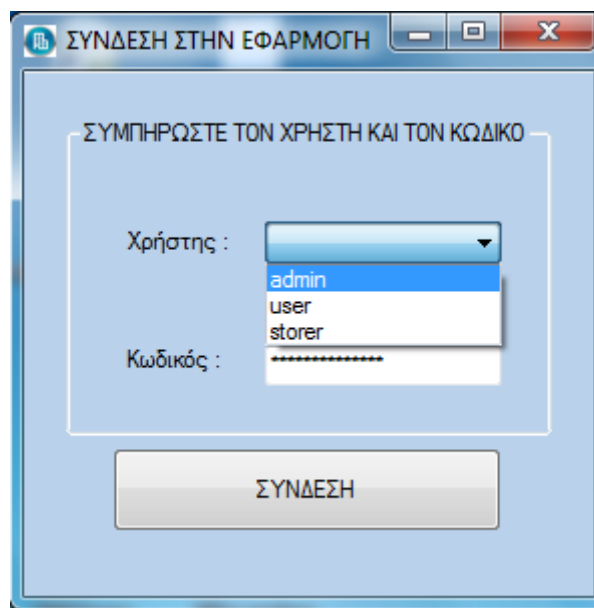 ΣΥΝΔΕΣΗ ΣΤΗΝ ΕΦΑΡΜΟΓΗ
ΣΥΜΠΗΡΩΣΤΕ ΤΟΝ ΧΡΗΣΤΗ ΚΑΙ ΤΟΝ ΚΩΔΙΚΟ
Χρήστης :
admin
user
storer
Κωδικός : **************
ΣΥΝΔΕΣΗ